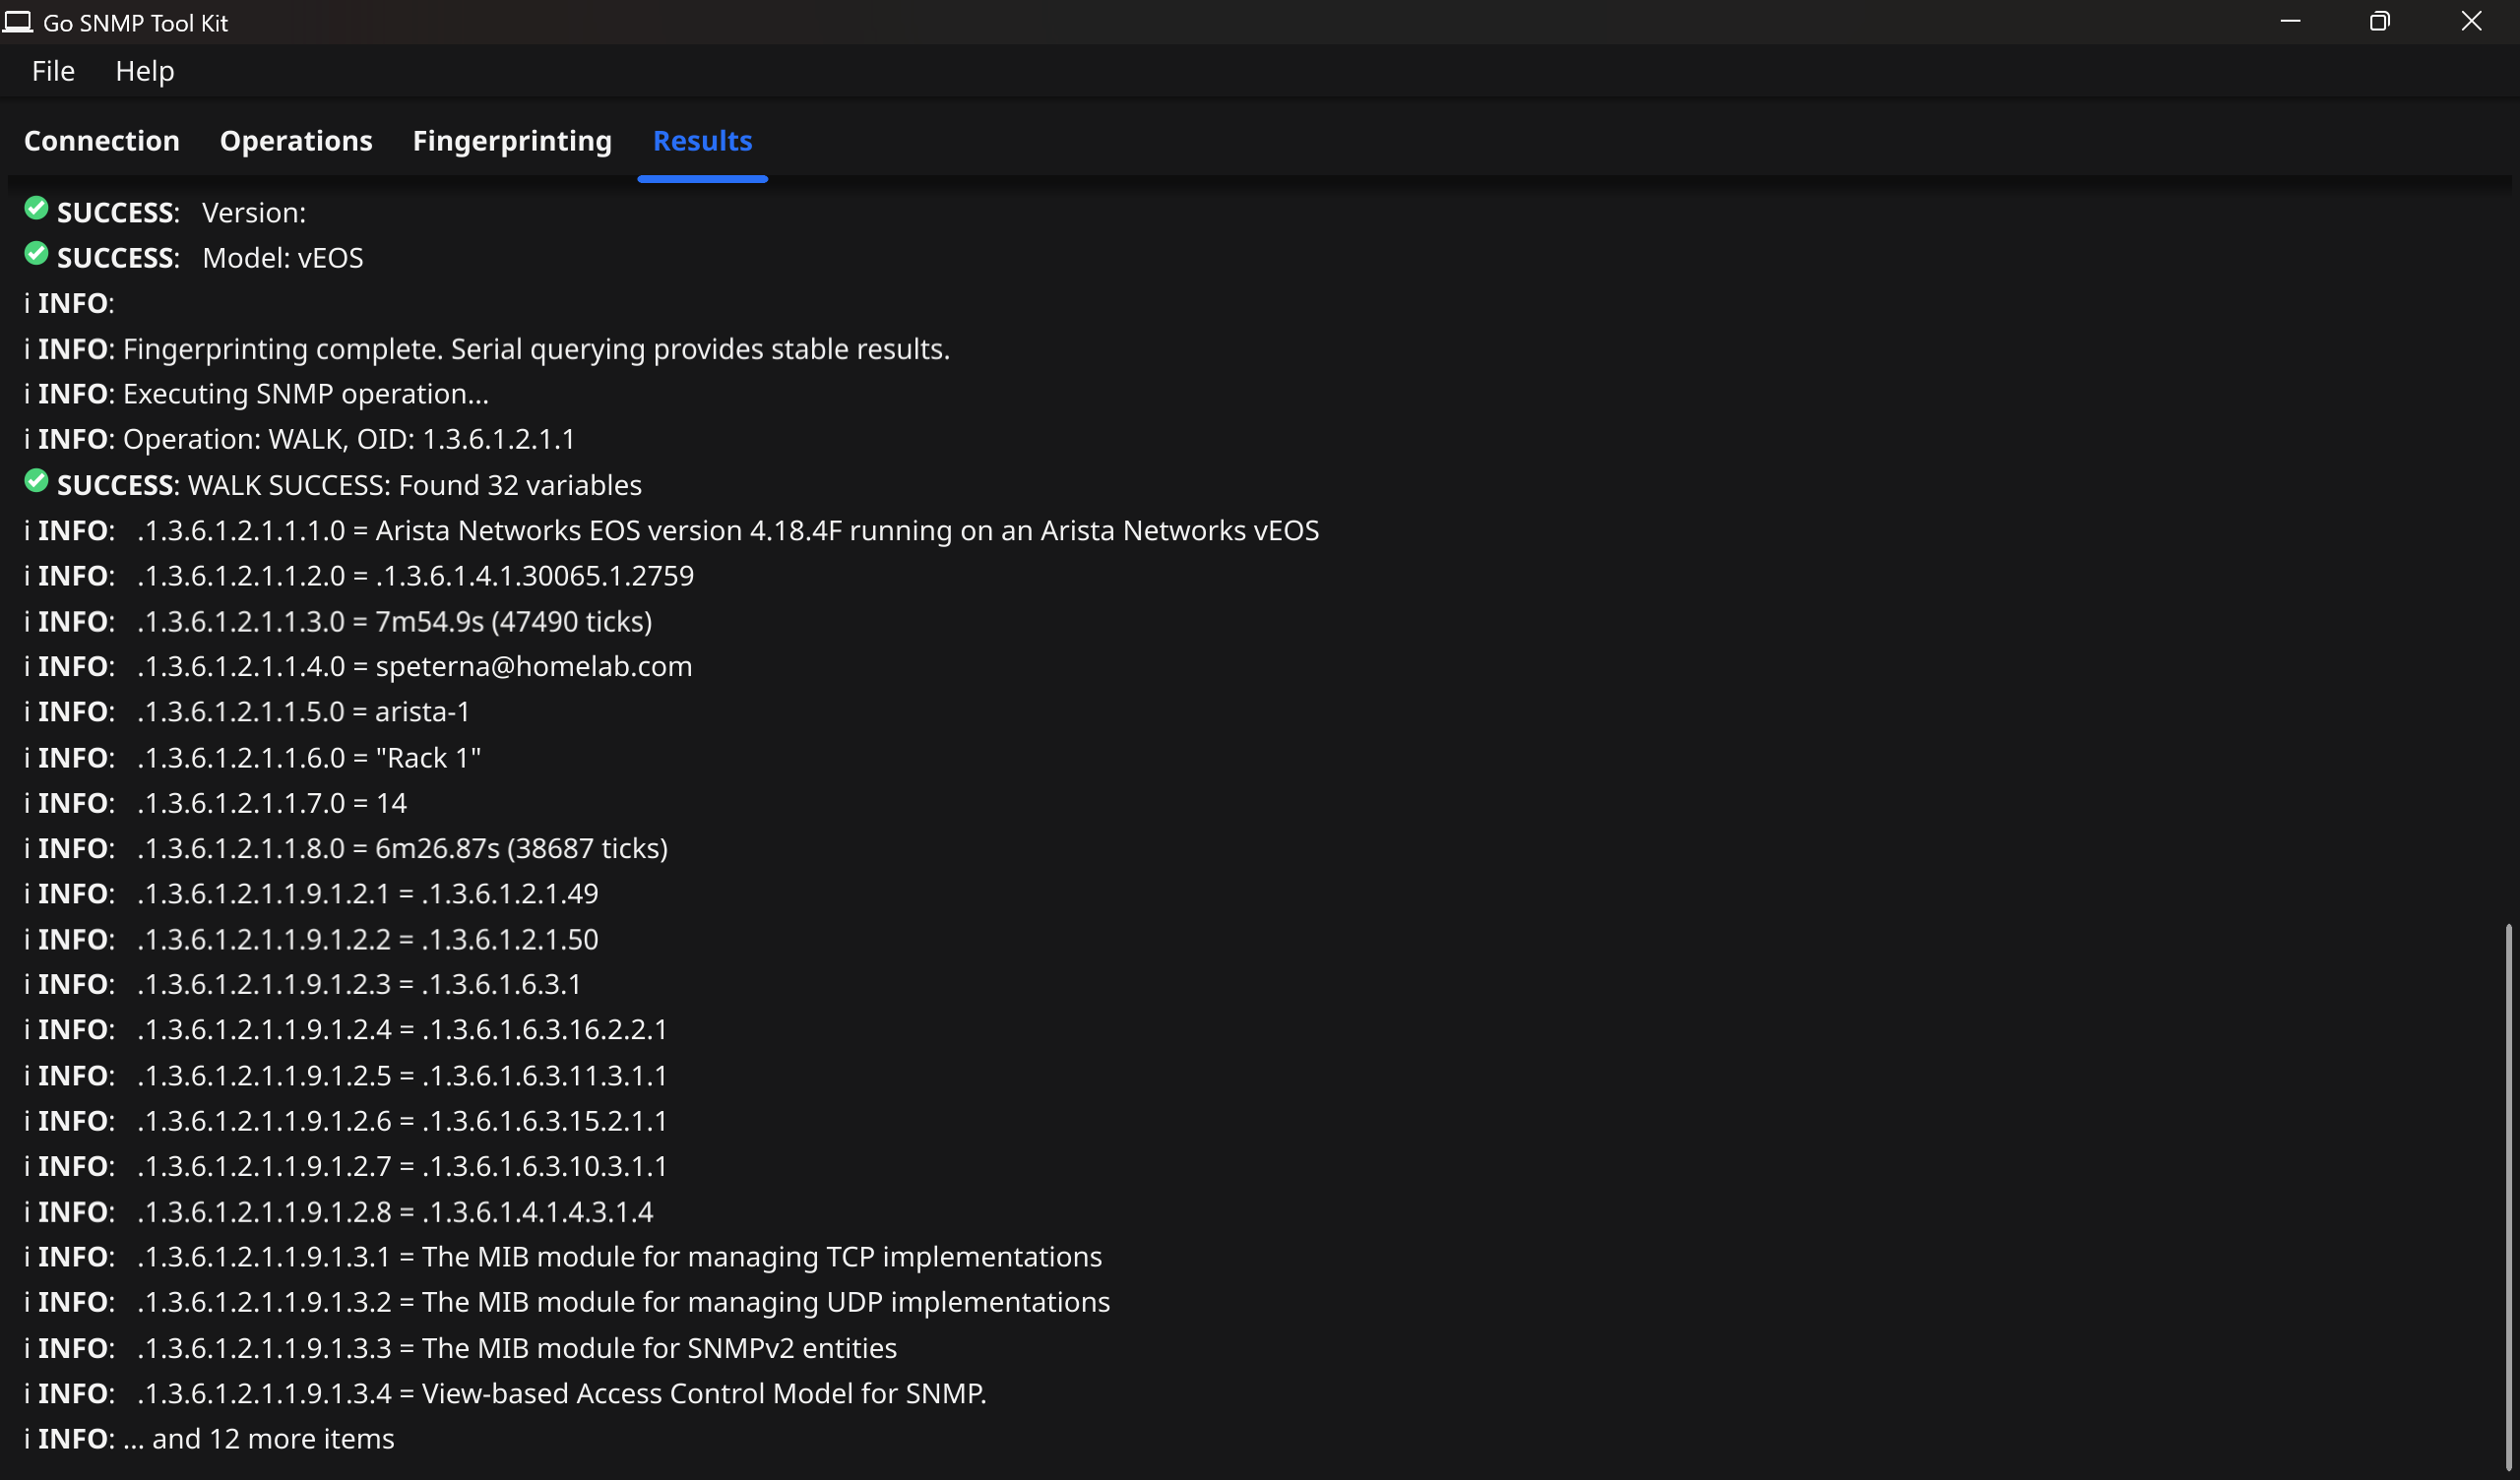 Go SNMP Tool Kit
File Help
Connection Operations Fingerprinting Results
SUCCESS: Version:
SUCCESS: Model: vEOS
i INFO:
i INFO: Fingerprinting complete. Serial querying provides stable results.
i INFO: Executing SNMP operation...
i INFO: Operation: WALK, OID: 1.3.6.1.2.1.1
SUCCESS: WALK SUCCESS: Found 32 variables
i INFO: .1.3.6.1.2.1.1.1.0 = Arista Networks EOS version 4.18.4F running on an Arista Networks vEOS
i INFO: .1.3.6.1.2.1.1.2.0 = .1.3.6.1.4.1.30065.1.2759
i INFO: .1.3.6.1.2.1.1.3.0 = 7m54.9s (47490 ticks)
i INFO: .1.3.6.1.2.1.1.4.0 = speterna@homelab.com
i INFO: .1.3.6.1.2.1.1.5.0 = arista-1
i INFO: .1.3.6.1.2.1.1.6.0 = "Rack 1"
i INFO: .1.3.6.1.2.1.1.7.0 = 14
i INFO: .1.3.6.1.2.1.1.8.0 = 6m26.87s (38687 ticks)
i INFO: .1.3.6.1.2.1.1.9.1.2.1 = .1.3.6.1.2.1.49
i INFO: .1.3.6.1.2.1.1.9.1.2.2 = .1.3.6.1.2.1.50
i INFO: .1.3.6.1.2.1.1.9.1.2.3 = .1.3.6.1.6.3.1
i INFO: .1.3.6.1.2.1.1.9.1.2.4 = .1.3.6.1.6.3.16.2.2.1
i INFO: .1.3.6.1.2.1.1.9.1.2.5 = .1.3.6.1.6.3.11.3.1.1
i INFO: .1.3.6.1.2.1.1.9.1.2.6 = .1.3.6.1.6.3.15.2.1.1
i INFO: .1.3.6.1.2.1.1.9.1.2.7 = .1.3.6.1.6.3.10.3.1.1
i INFO: .1.3.6.1.2.1.1.9.1.2.8 = .1.3.6.1.4.1.4.3.1.4
i INFO: .1.3.6.1.2.1.1.9.1.3.1 = The MIB module for managing TCP implementations
i INFO: .1.3.6.1.2.1.1.9.1.3.2 = The MIB module for managing UDP implementations
i INFO: .1.3.6.1.2.1.1.9.1.3.3 = The MIB module for SNMPv2 entities
i INFO: .1.3.6.1.2.1.1.9.1.3.4 = View-based Access Control Model for SNMP.
i INFO: ... and 12 more items